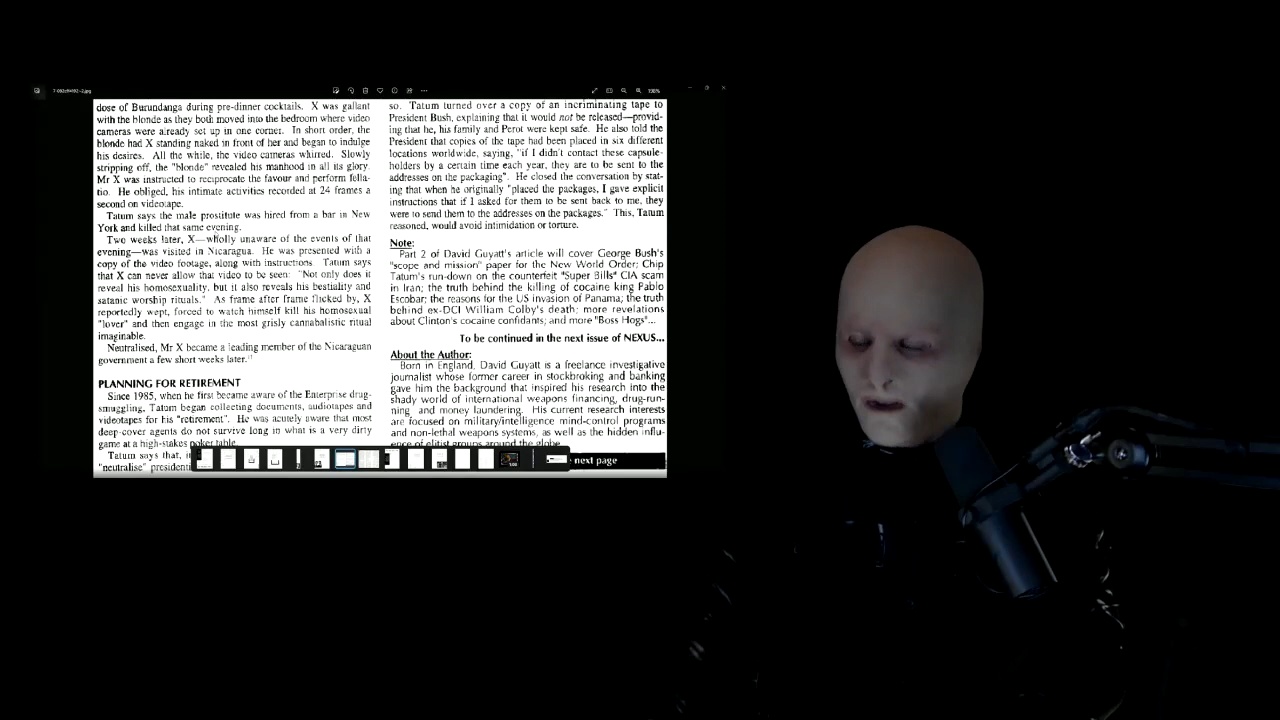 198%
dose of Burundanga during pre-dinner cocktails. X was gallant
with the blonde as they both moved into the bedroom where video
cameras were already set up in one corner. In short order, the
blonde had X standing naked in front of her and began to indulge
his desires. All the while, the video cameras whirred. Slowly
stripping off, the "blonde" revealed his manhood in all its glory.
Mr X was instructed to reciprocate the favour and perform fella-
tio. He obliged, his intimate activities recorded at 24 frames a
second on videotape.
Tatum says the male prostitute was hired from a bar in New
York and killed that same evening.
Two weeks later, X—wholly unaware of the events of that
evening—was visited in Nicaragua. He was presented with a
copy of the video footage, along with instructions. Tatum says
that X can never allow that video to be seen: "Not only does it
reveal his homosexuality, but it also reveals his bestiality and
satanic worship rituals." As frame after frame flicked by, X
reportedly wept, forced to watch himself kill his homosexual
"lover" and then engage in the most grisly cannabalistic ritual
imaginable.
Neutralised, Mr X became a leading member of the Nicaraguan
government a few short weeks later.
PLANNING FOR RETIREMENT
Since 1985, when he first became aware of the Enterprise drug-
smuggling, Tatum began collecting documents, audiotapes and
videotapes for his "retirement". He was acutely aware that most
deep-cover agents do not survive long in what is a very dirty
game at a high-stakes poker table.
Tatum says that, i
"neutralise" presidenti
so. Tatum turned over a copy of an incriminating tape to
President Bush, explaining that it would not be released—provid-
ing that he, his family and Perot were kept safe. He also told the
President that copies of the tape had been placed in six different
locations worldwide, saying, "if I didn't contact these capsule-
holders by a certain time each year, they are to be sent to the
addresses on the packaging". He closed the conversation by stat-
ing that when he originally "placed the packages, I gave explicit
instructions that if I asked for them to be sent back to me, they
were to send them to the addresses on the packages." This, Tatum
reasoned, would avoid intimidation or torture.
Note:
Part 2 of David Guyatt's article will cover George Bush's
"scope and mission" paper for the New World Order; Chip
Tatum's run-down on the counterfeit "Super Bills" CIA scam
in Iran; the truth behind the killing of cocaine king Pablo
Escobar; the reasons for the US invasion of Panama; the truth
behind ex-DCI William Colby's death; more revelations
about Clinton's cocaine confidants; and more "Boss Hogs"...
To be continued in the next issue of NEXUS...
About the Author:
Born in England, David Guyatt is a freelance investigative
journalist whose former career in stockbroking and banking
gave him the background that inspired his research into the
shady world of international weapons financing, drug-run-
ning and money laundering. His current research interests
are focused on military/intelligence mind-control programs
and non-lethal weapons systems, as well as the hidden influ-
ence of elitist groups around the globe.
next page